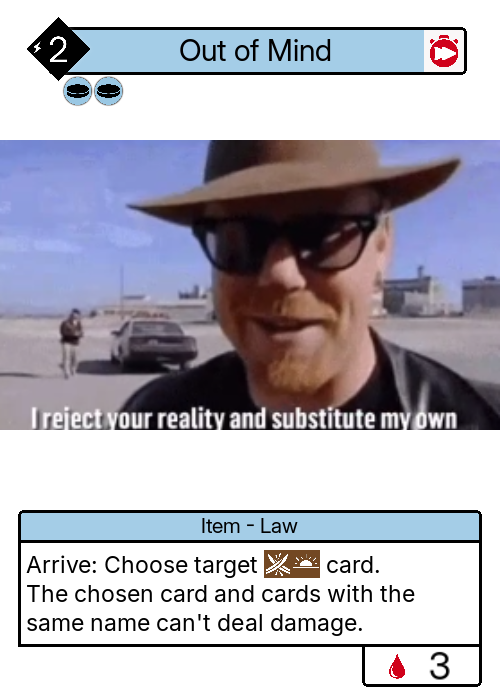 2
Out of Mind
I reject your reality and substitute my own
Item - Law
Arrive: Choose target card.
The chosen card and cards with the
same name can't deal damage.
3